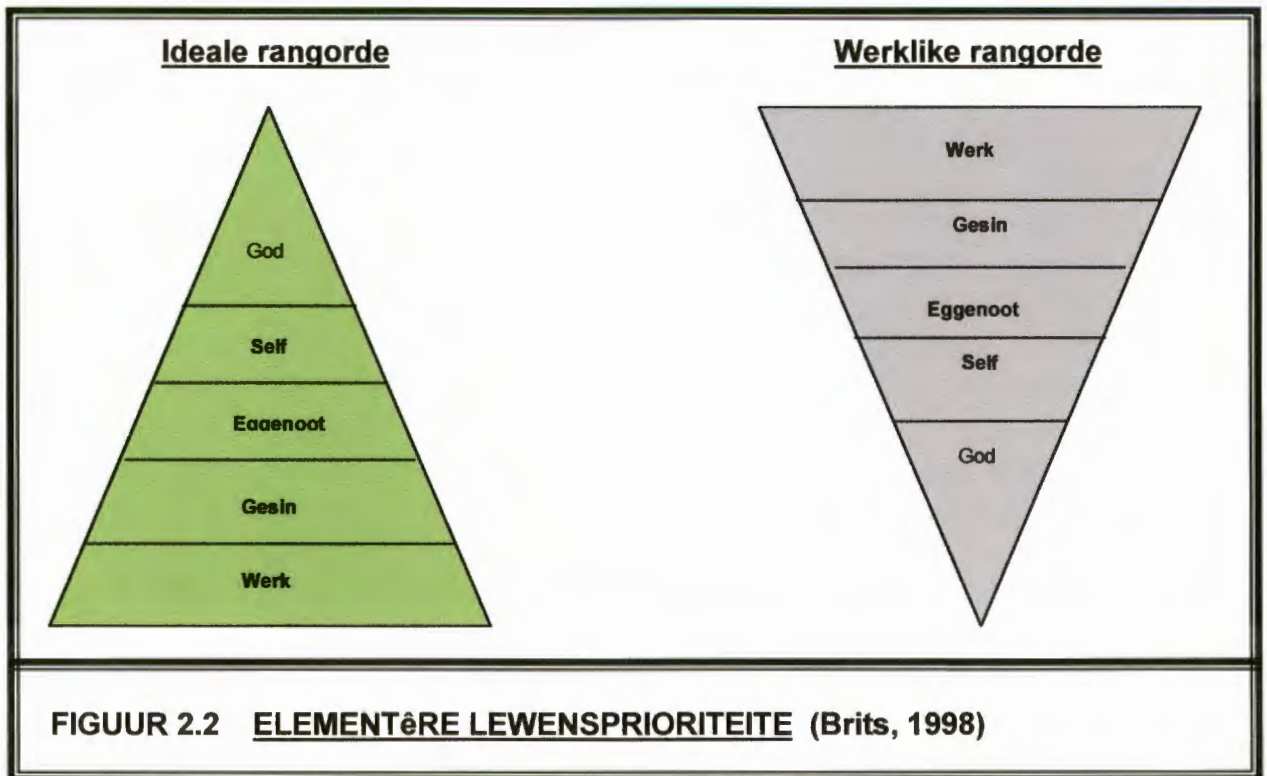 Ideale rangorde
God
Self
Eggenoot
Gesin
Werk
Werklike rangorde
Werk
Gesin
Eggenoot
Self
God
FIGUUR 2.2 ELEMENTêRE LEWENSPRIORITEITE (Brits, 1998)